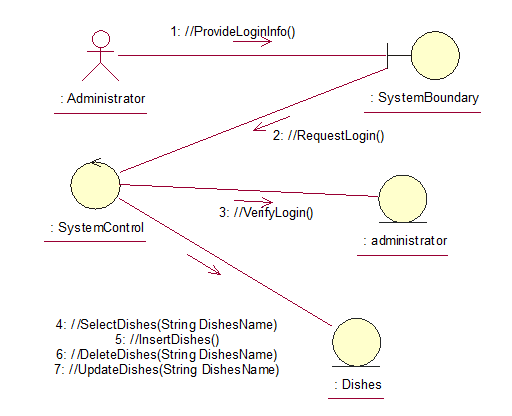 1: //ProvideLoginInfo()
: Administrator
: SystemBoundary
2: //RequestLogin()
: SystemControl
3: //VerifyLogin()
: administrator
4: //SelectDishes(String DishesName)
5: //InsertDishes()
6: //DeleteDishes(String DishesName)
7: //UpdateDishes(String DishesName)
: Dishes